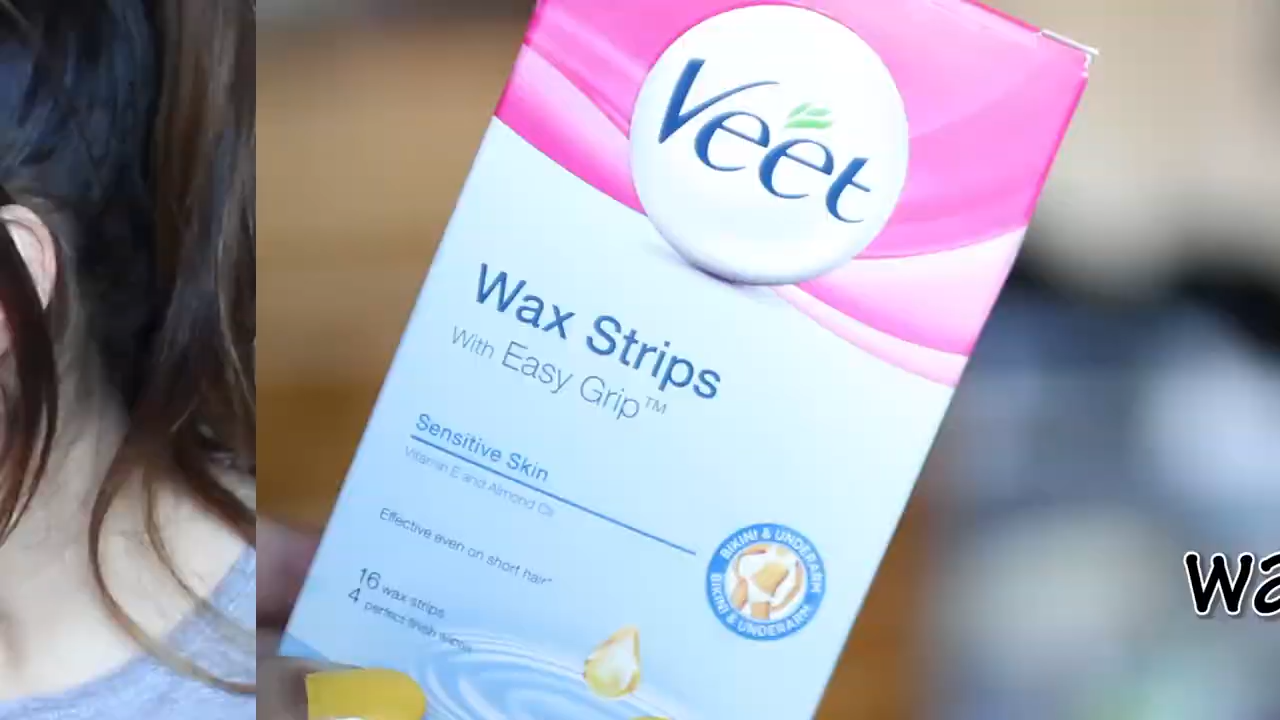 Veet
Wax Strips
With Easy Grip™
Sensitive Skin
Vitamin E and Almond Oil
Effective even on short hair*
16 wax strips
4 perfect finish wipes
BIKINI & UNDERARM
BIKINI & UNDERARM
wa